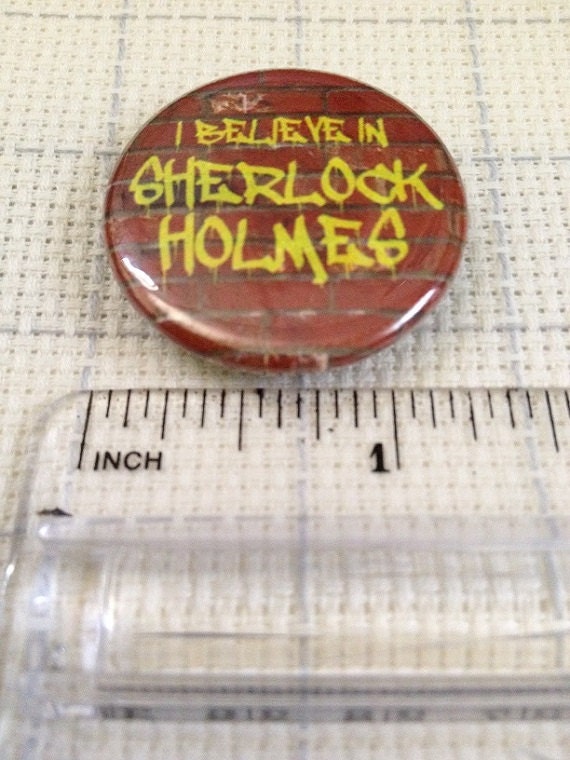 I BELIEVE IN
SHERLOCK
HOLMES
1
INCH